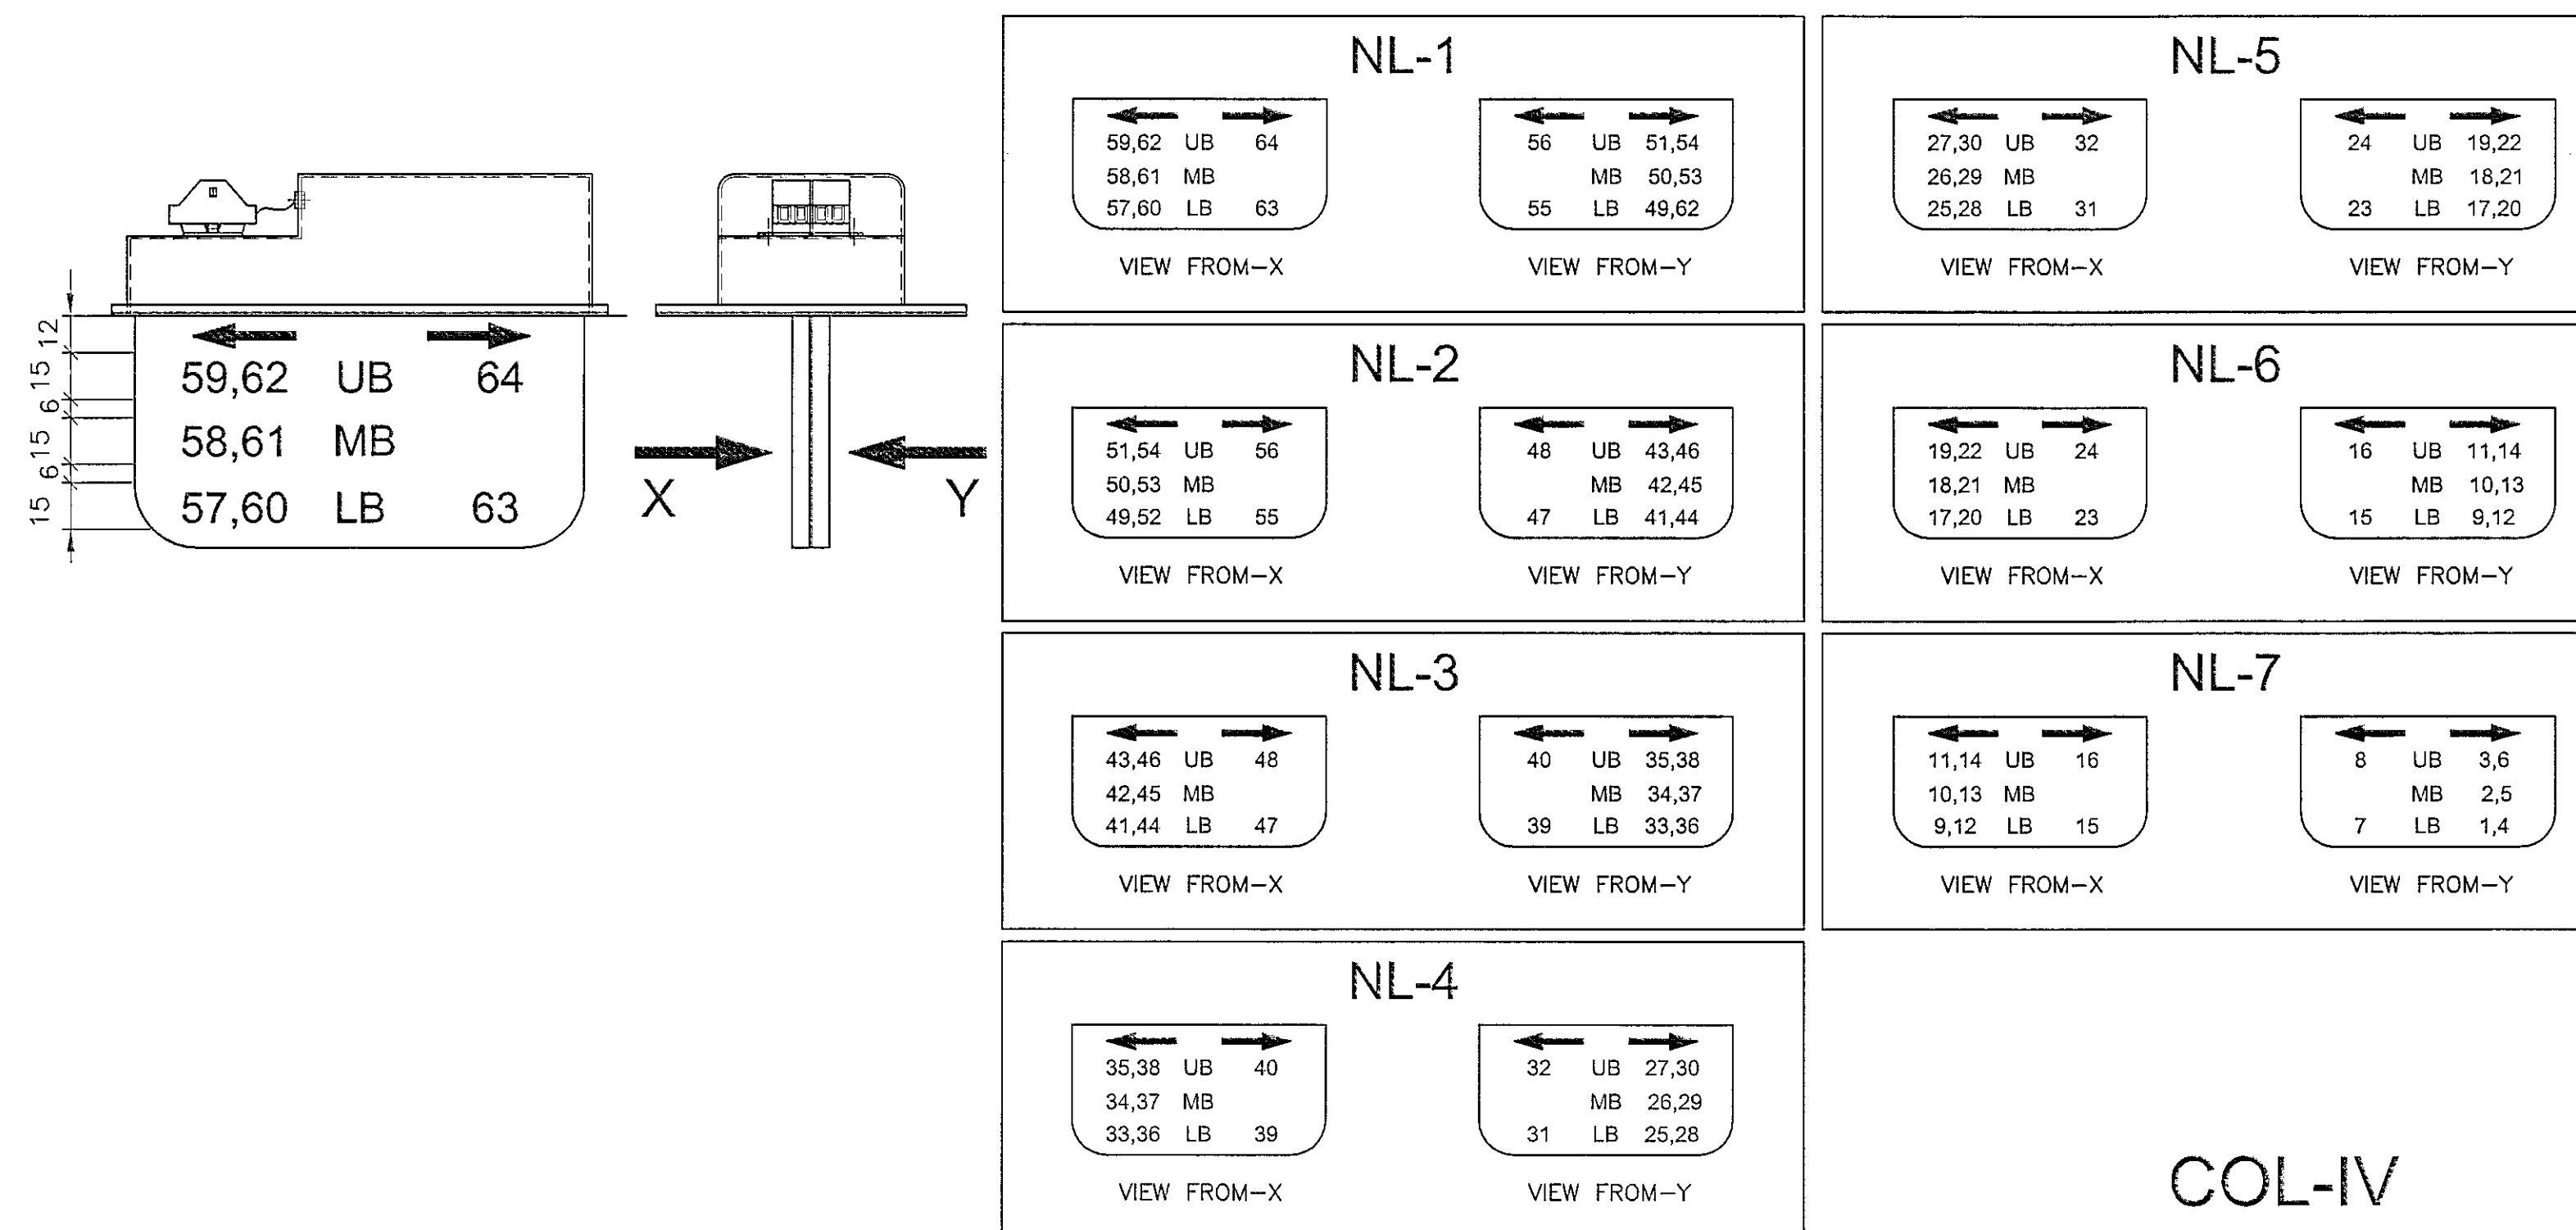 12
15
6
15
6
15
59,62 UB 64
58,61 MB
57,60 LB 63
X
Y
NL-1
59,62 UB 64
58,61 MB
57,60 LB 63
VIEW FROM-X
56 UB 51,54
MB 50,53
55 LB 49,62
VIEW FROM-Y
NL-2
51,54 UB 56
50,53 MB
49,52 LB 55
VIEW FROM-X
48 UB 43,46
MB 42,45
47 LB 41,44
VIEW FROM-Y
NL-3
43,46 UB 48
42,45 MB
41,44 LB 47
VIEW FROM-X
40 UB 35,38
MB 34,37
39 LB 33,36
VIEW FROM-Y
NL-4
35,38 UB 40
34,37 MB
33,36 LB 39
VIEW FROM-X
32 UB 27,30
MB 26,29
31 LB 25,28
VIEW FROM-Y
NL-5
27,30 UB 32
26,29 MB
25,28 LB 31
VIEW FROM-X
24 UB 19,22
MB 18,21
23 LB 17,20
VIEW FROM-Y
NL-6
19,22 UB 24
18,21 MB
17,20 LB 23
VIEW FROM-X
16 UB 11,14
MB 10,13
15 LB 9,12
VIEW FROM-Y
NL-7
11,14 UB 16
10,13 MB
9,12 LB 15
VIEW FROM-X
8 UB 3,6
MB 2,5
7 LB 1,4
VIEW FROM-Y
COL-IV